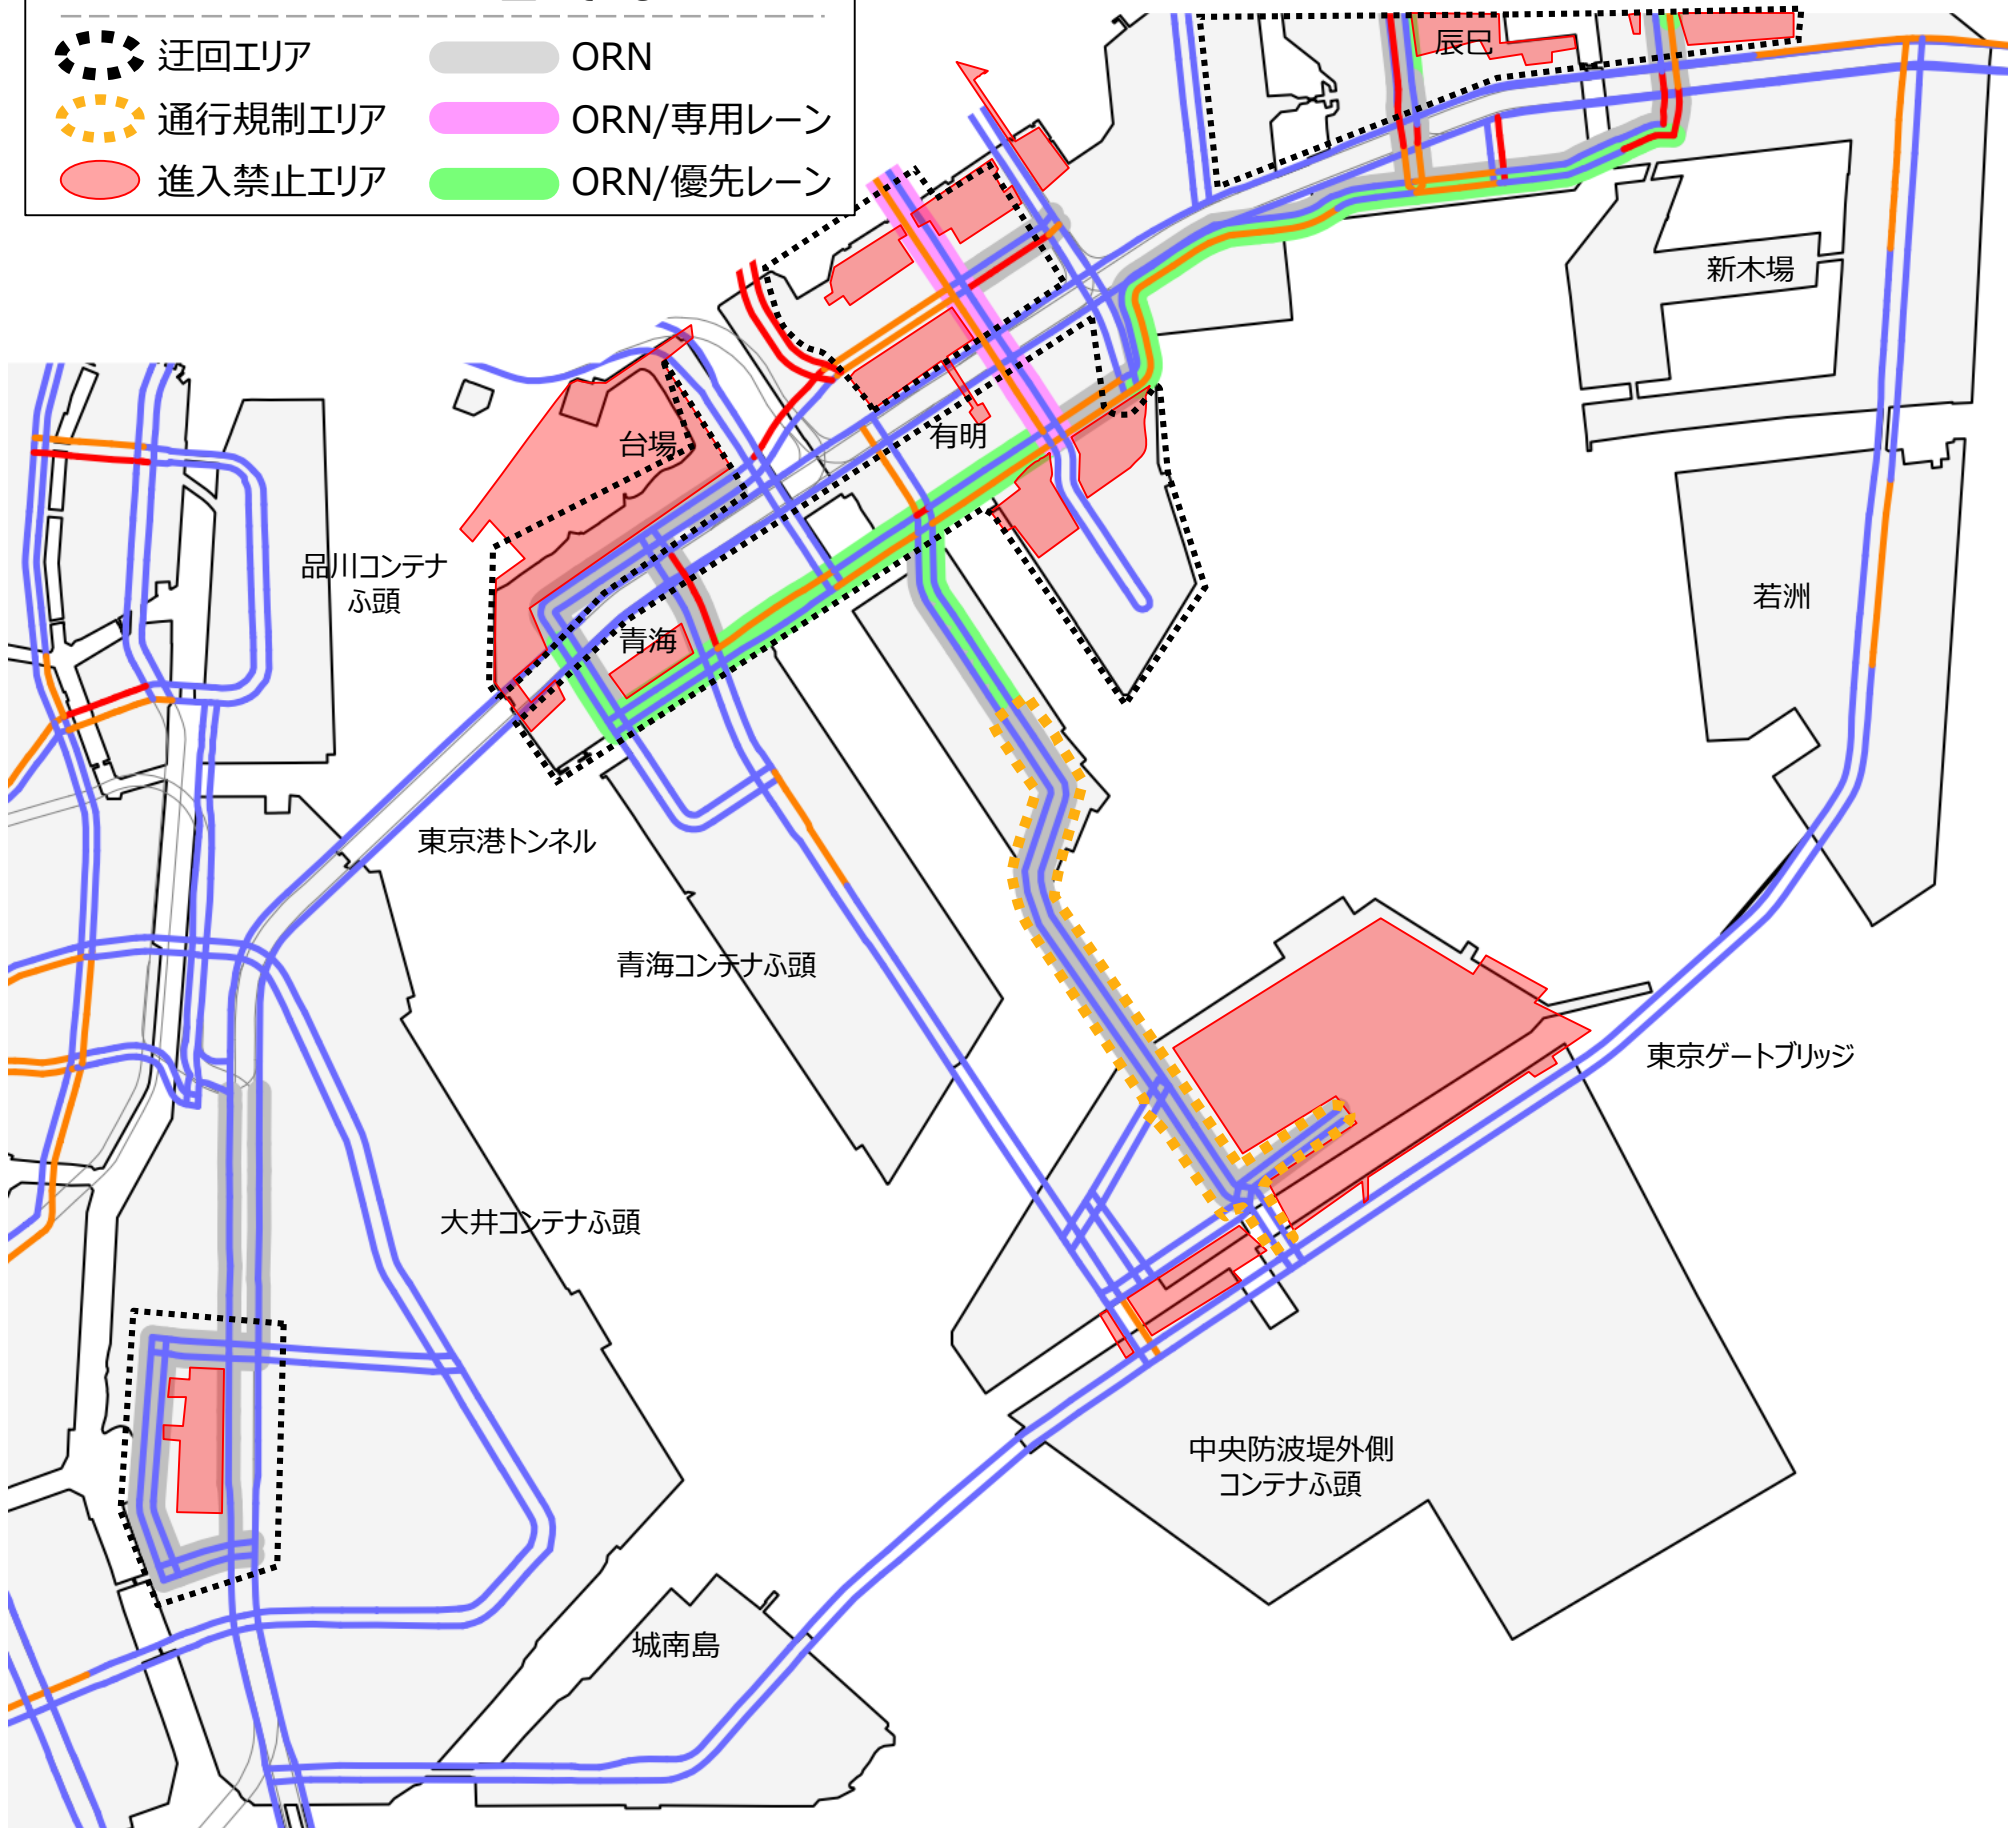 迂回エリア
ORN
通行規制エリア
ORN/専用レーン
進入禁止エリア
ORN/優先レーン
辰巳
新木場
有明
台場
品川コンテナ
ふ頭
若洲
青海
東京港トンネル
青海コンテナふ頭
東京ゲートブリッジ
大井コンテナふ頭
中央防波堤外側
コンテナふ頭
城南島